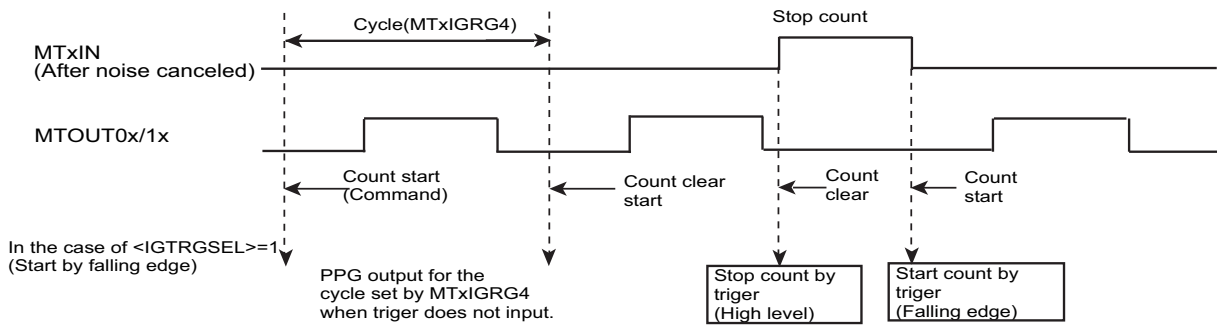 Cycle(MTxIGRG4)
Stop count
MTxIN
(After noise canceled)
MTOUT0x/1x
Count start
(Command)
Count clear
start
Count
clear
Count
start
In the case of <IGTRGSEL>=1
(Start by falling edge)
PPG output for the
cycle set by MTxIGRG4
when triger does not input.
Stop count by
triger
(High level)
Start count by
triger
(Falling edge)